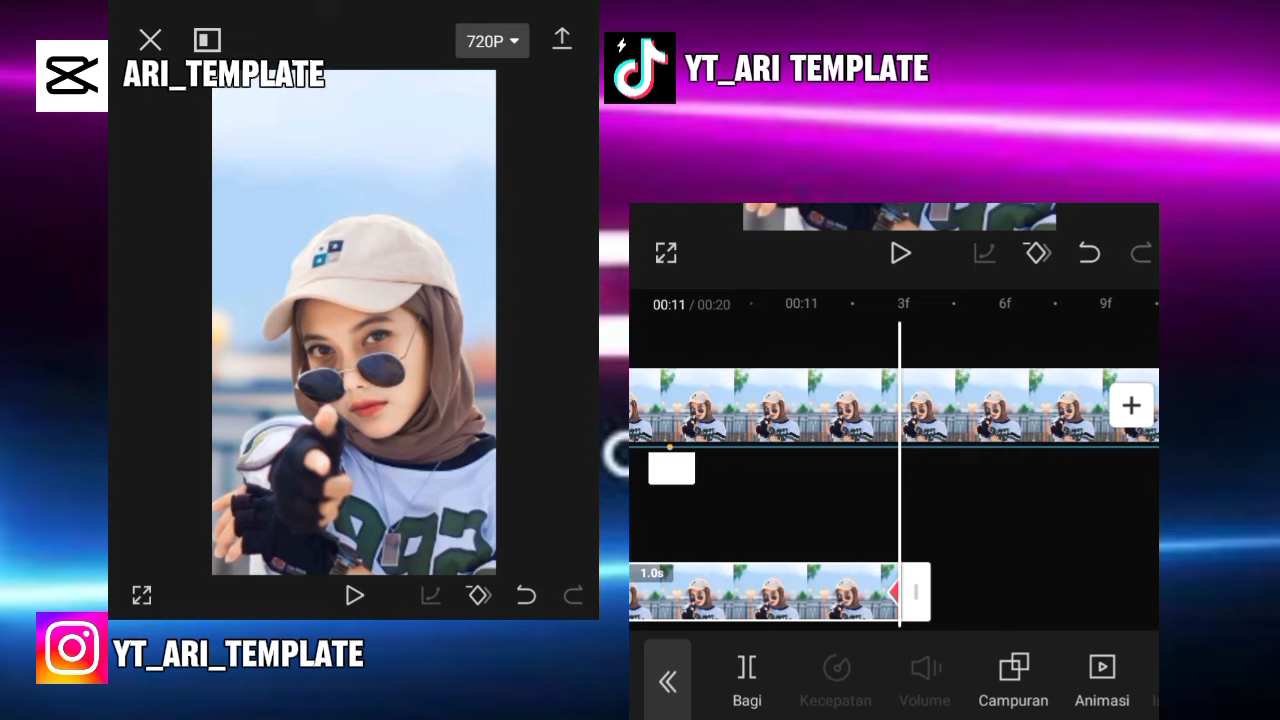 720P
ARI_TEMPLATE
YT_ARI TEMPLATE
00:11 / 00:20
00:11
3f
6f
9f
1.0s
Bagi
Kecepatan
Volume
Campuran
Animasi
YT_ARI_TEMPLATE